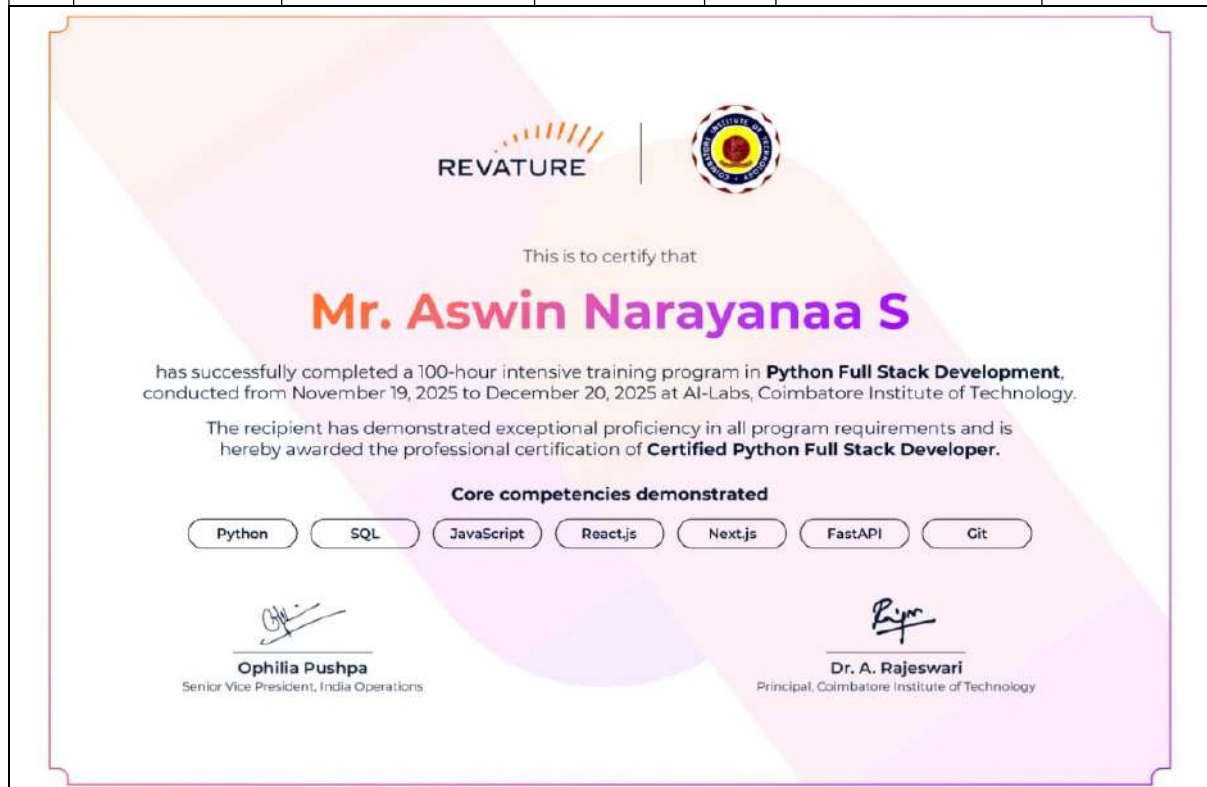 REVATURE
COIMBATORE INSTITUTE OF TECHNOLOGY
This is to certify that
Mr. Aswin Narayanaa S
has successfully completed a 100-hour intensive training program in Python Full Stack Development,
conducted from November 19, 2025 to December 20, 2025 at AI-Labs, Coimbatore Institute of Technology.
The recipient has demonstrated exceptional proficiency in all program requirements and is
hereby awarded the professional certification of Certified Python Full Stack Developer.
Core competencies demonstrated
Python SQL JavaScript React.js Next.js FastAPI Git
Ophilia Pushpa Dr. A. Rajeswari
Senior Vice President, India Operations Principal, Coimbatore Institute of Technology